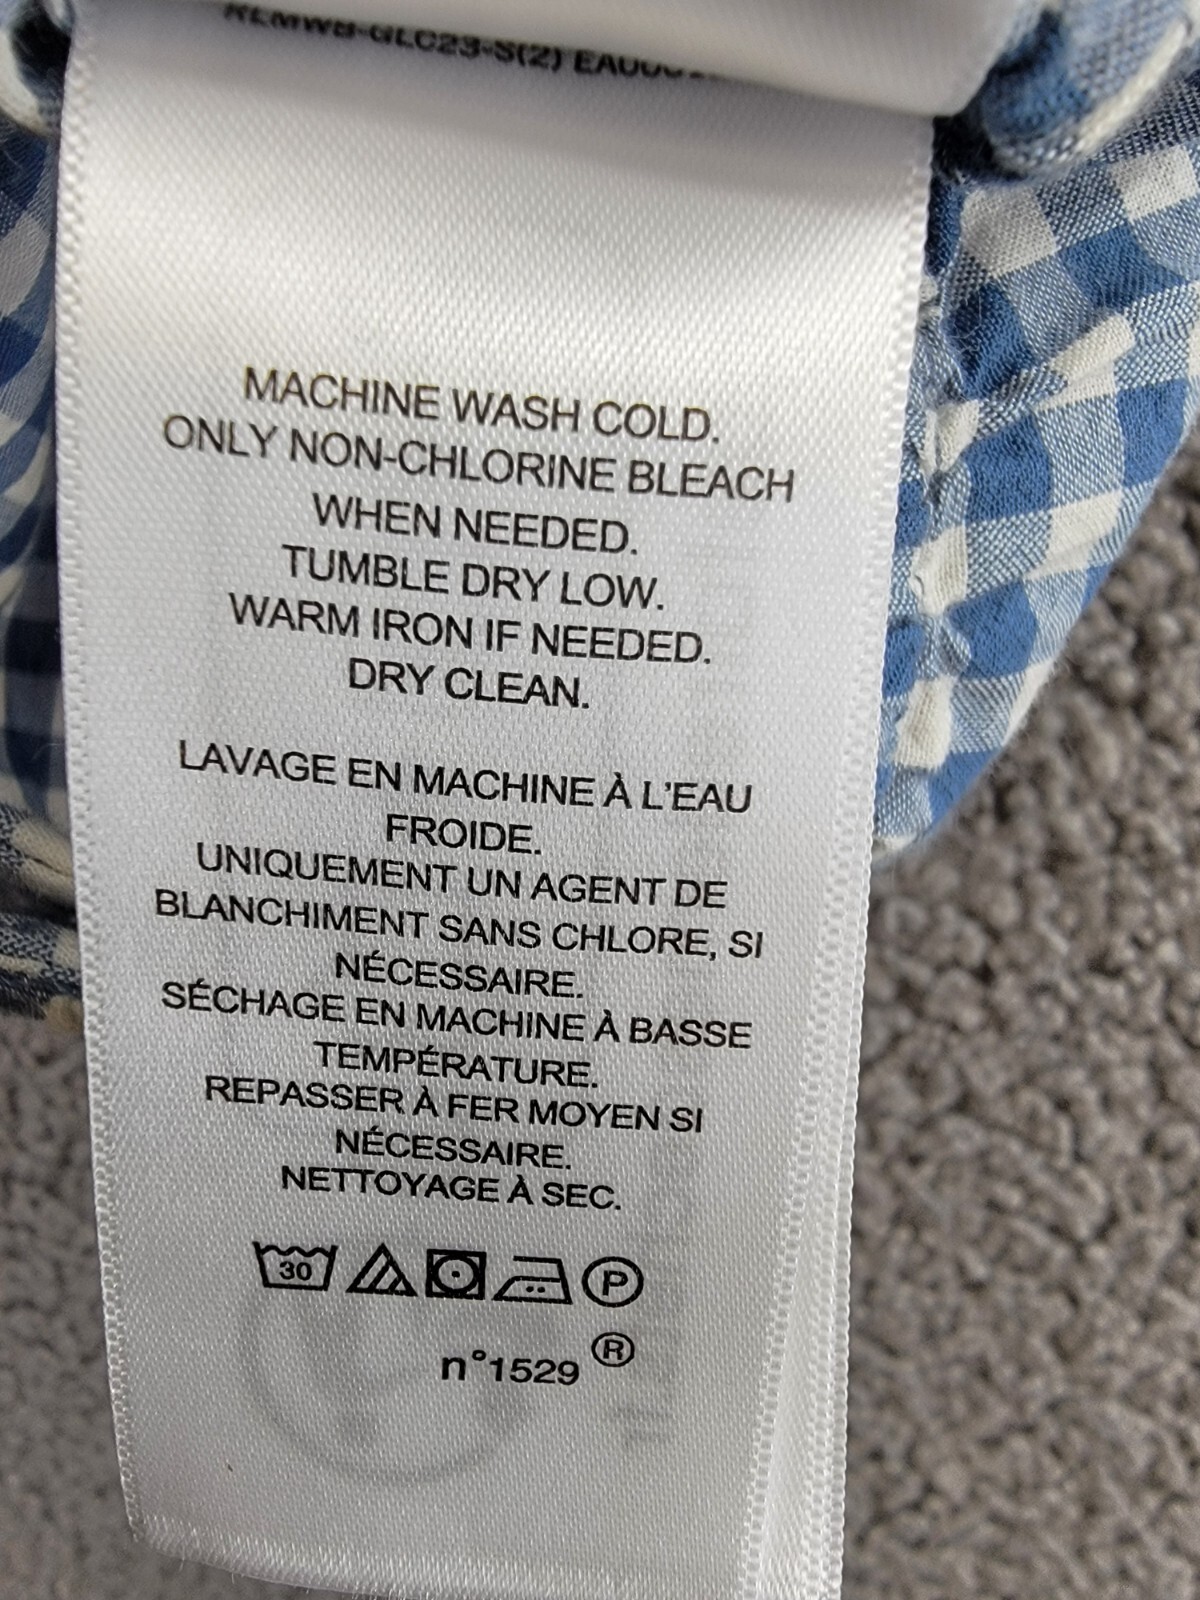 MACHINE WASH COLD.
ONLY NON-CHLORINE BLEACH
WHEN NEEDED.
TUMBLE DRY LOW.
WARM IRON IF NEEDED.
DRY CLEAN.
LAVAGE EN MACHINE À L'EAU
FROIDE.
UNIQUEMENT UN AGENT DE
BLANCHIMENT SANS CHLORE, SI
NÉCESSAIRE.
SÉCHAGE EN MACHINE À BASSE
TEMPÉRATURE.
REPASSER À FER MOYEN SI
NÉCESSAIRE.
NETTOYAGE À SEC.
30 P
n°1529 ®